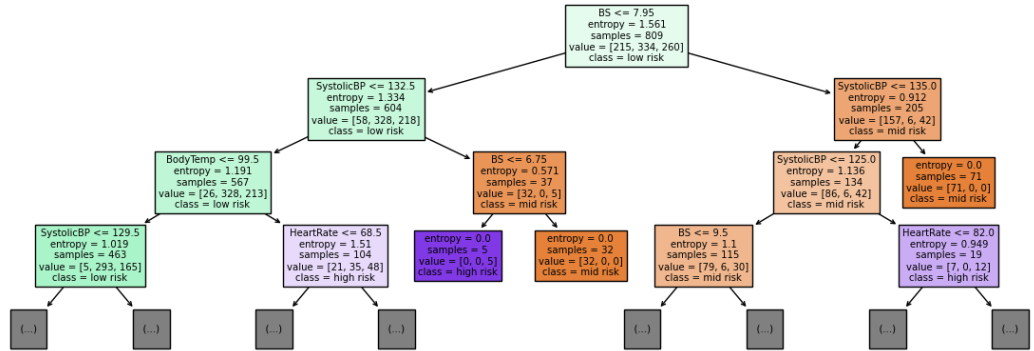 BS <= 7.95
entropy = 1.561
samples = 809
value = [215, 334, 260]
class = low risk
SystolicBP <= 132.5
entropy = 1.334
samples = 604
value = [58, 328, 218]
class = low risk
SystolicBP <= 135.0
entropy = 0.912
samples = 205
value = [157, 6, 42]
class = mid risk
BodyTemp <= 99.5
entropy = 1.191
samples = 567
value = [26, 328, 213]
class = low risk
BS <= 6.75
entropy = 0.571
samples = 37
value = [32, 0, 5]
class = mid risk
SystolicBP <= 125.0
entropy = 1.136
samples = 134
value = [86, 6, 42]
class = mid risk
entropy = 0.0
samples = 71
value = [71, 0, 0]
class = mid risk
SystolicBP <= 129.5
entropy = 1.019
samples = 463
value = [5, 293, 165]
class = low risk
HeartRate <= 68.5
entropy = 1.51
samples = 104
value = [21, 35, 48]
class = high risk
entropy = 0.0
samples = 5
value = [0, 0, 5]
class = high risk
entropy = 0.0
samples = 32
value = [32, 0, 0]
class = mid risk
BS <= 9.5
entropy = 1.1
samples = 115
value = [79, 6, 30]
class = mid risk
HeartRate <= 82.0
entropy = 0.949
samples = 19
value = [7, 0, 12]
class = high risk
(...)
(...)
(...)
(...)
(...)
(...)
(...)
(...)